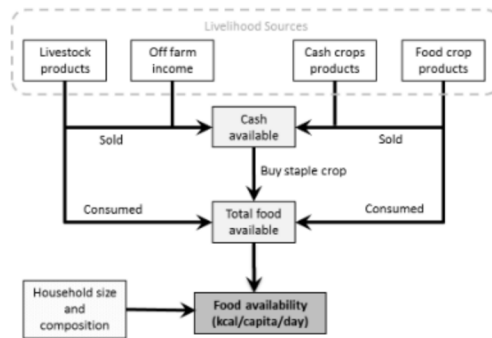 Livelihood Sources
Livestock
products
Off farm
income
Cash crops
products
Food crop
products
Sold
Cash
available
Sold
Buy staple crop
Consumed
Total food
available
Consumed
Household size
and
composition
Food availability
(kcal/capita/day)